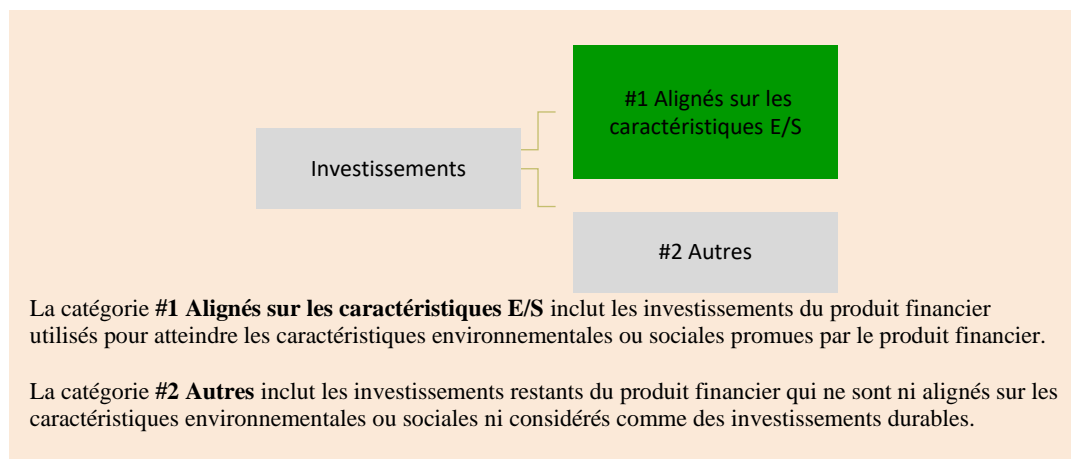 #1 Alignés sur les
caractéristiques E/S
Investissements
#2 Autres
La catégorie #1 Alignés sur les caractéristiques E/S inclut les investissements du produit financier
utilisés pour atteindre les caractéristiques environnementales ou sociales promues par le produit financier.
La catégorie #2 Autres inclut les investissements restants du produit financier qui ne sont ni alignés sur les
caractéristiques environnementales ou sociales ni considérés comme des investissements durables.